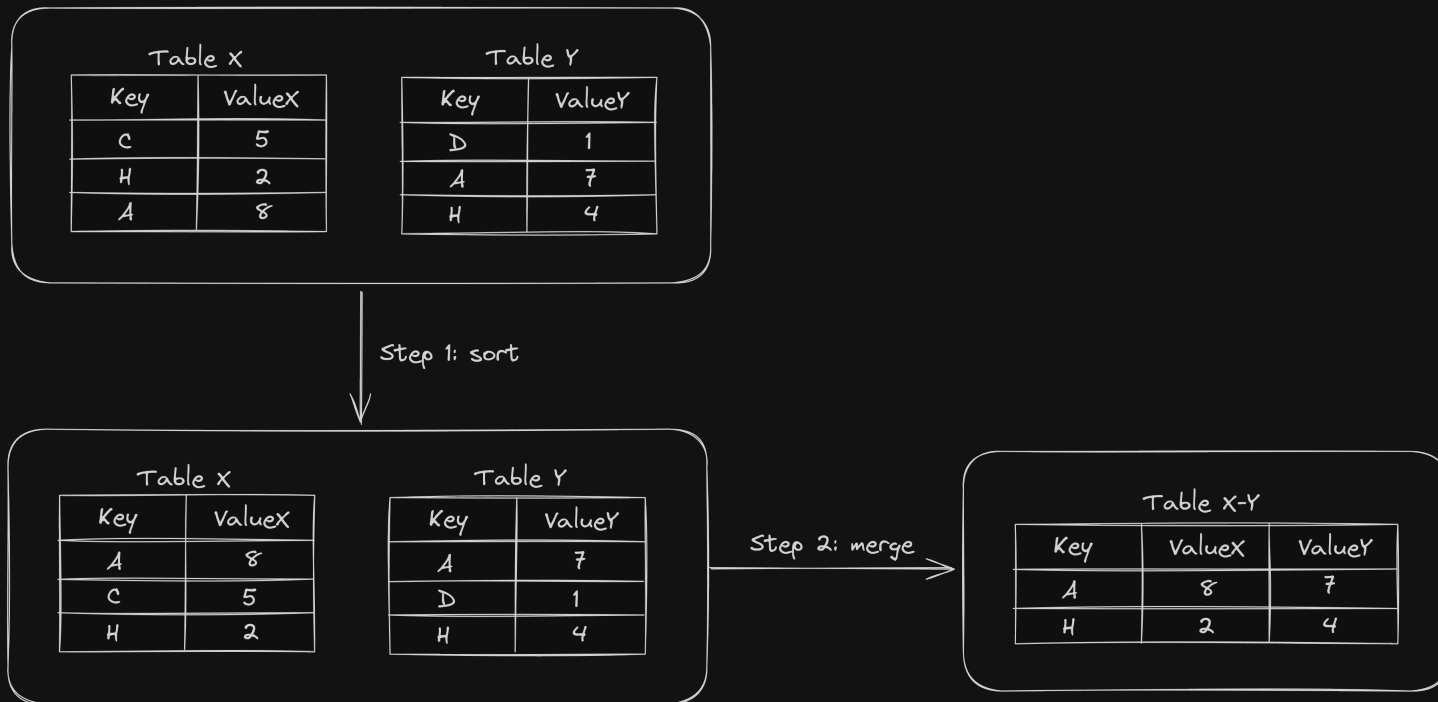 Table X
Key ValueX
C 5
H 2
A 8
Table Y
Key ValueY
D 1
A 7
H 4
Step 1: sort
Table X
Key ValueX
A 8
C 5
H 2
Table Y
Key ValueY
A 7
D 1
H 4
Step 2: merge
Table X-Y
Key ValueX ValueY
A 8 7
H 2 4